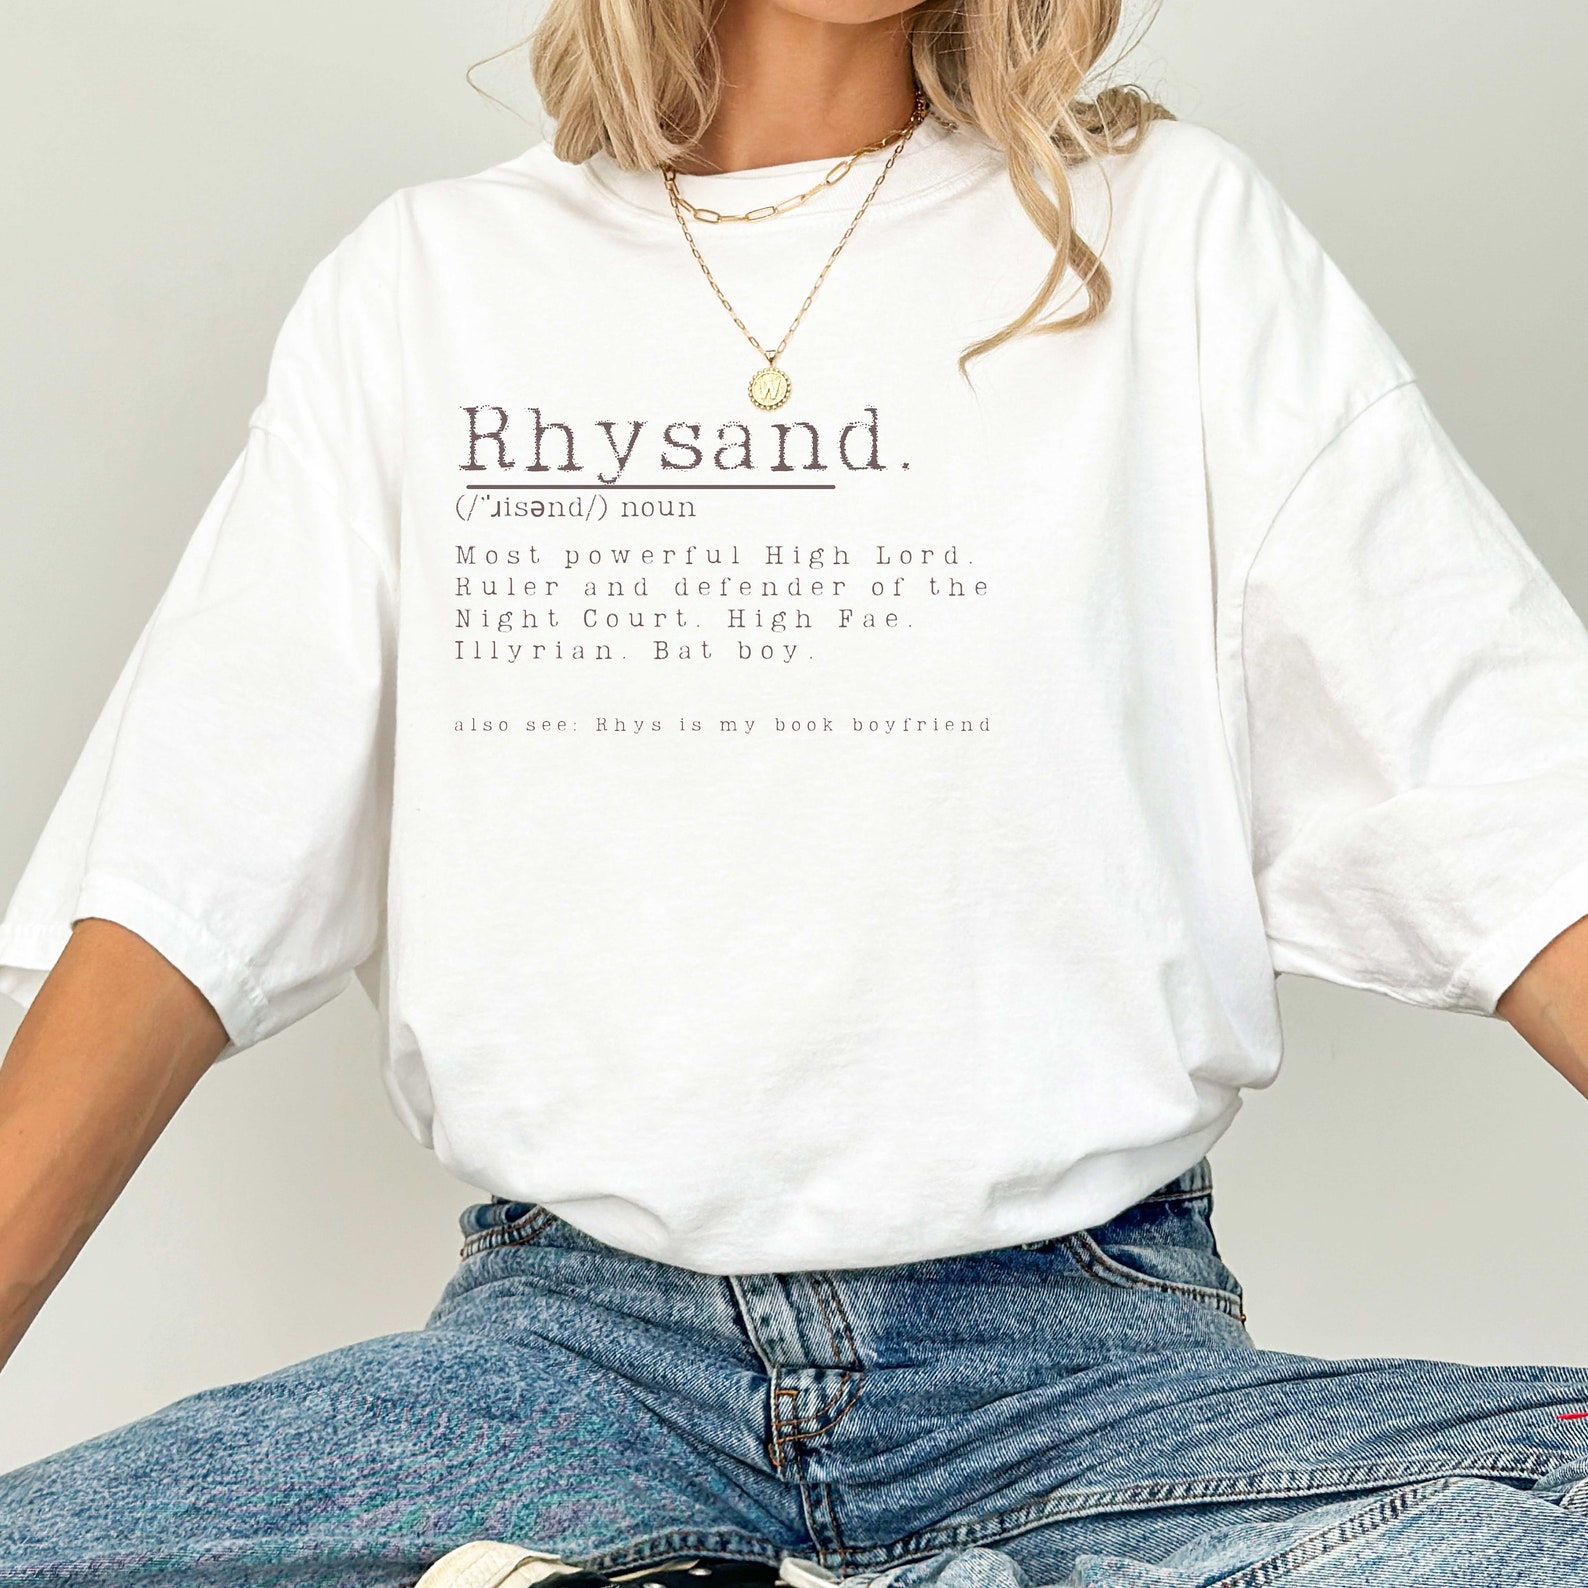 W
Rhysand.
(/ˈˈɹisənd/) noun
Most powerful High Lord.
Ruler and defender of the
Night Court. High Fae.
Illyrian. Bat boy.
also see: Rhys is my book boyfriend